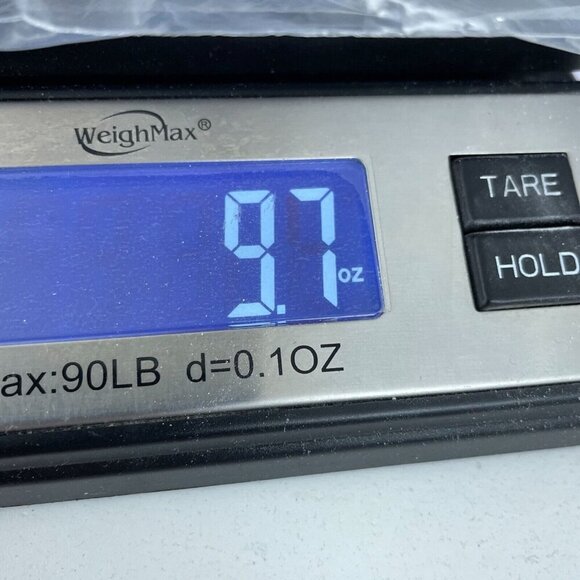 WeighMax®
9.7 oz
TARE
HOLD
ax:90LB d=0.1OZ